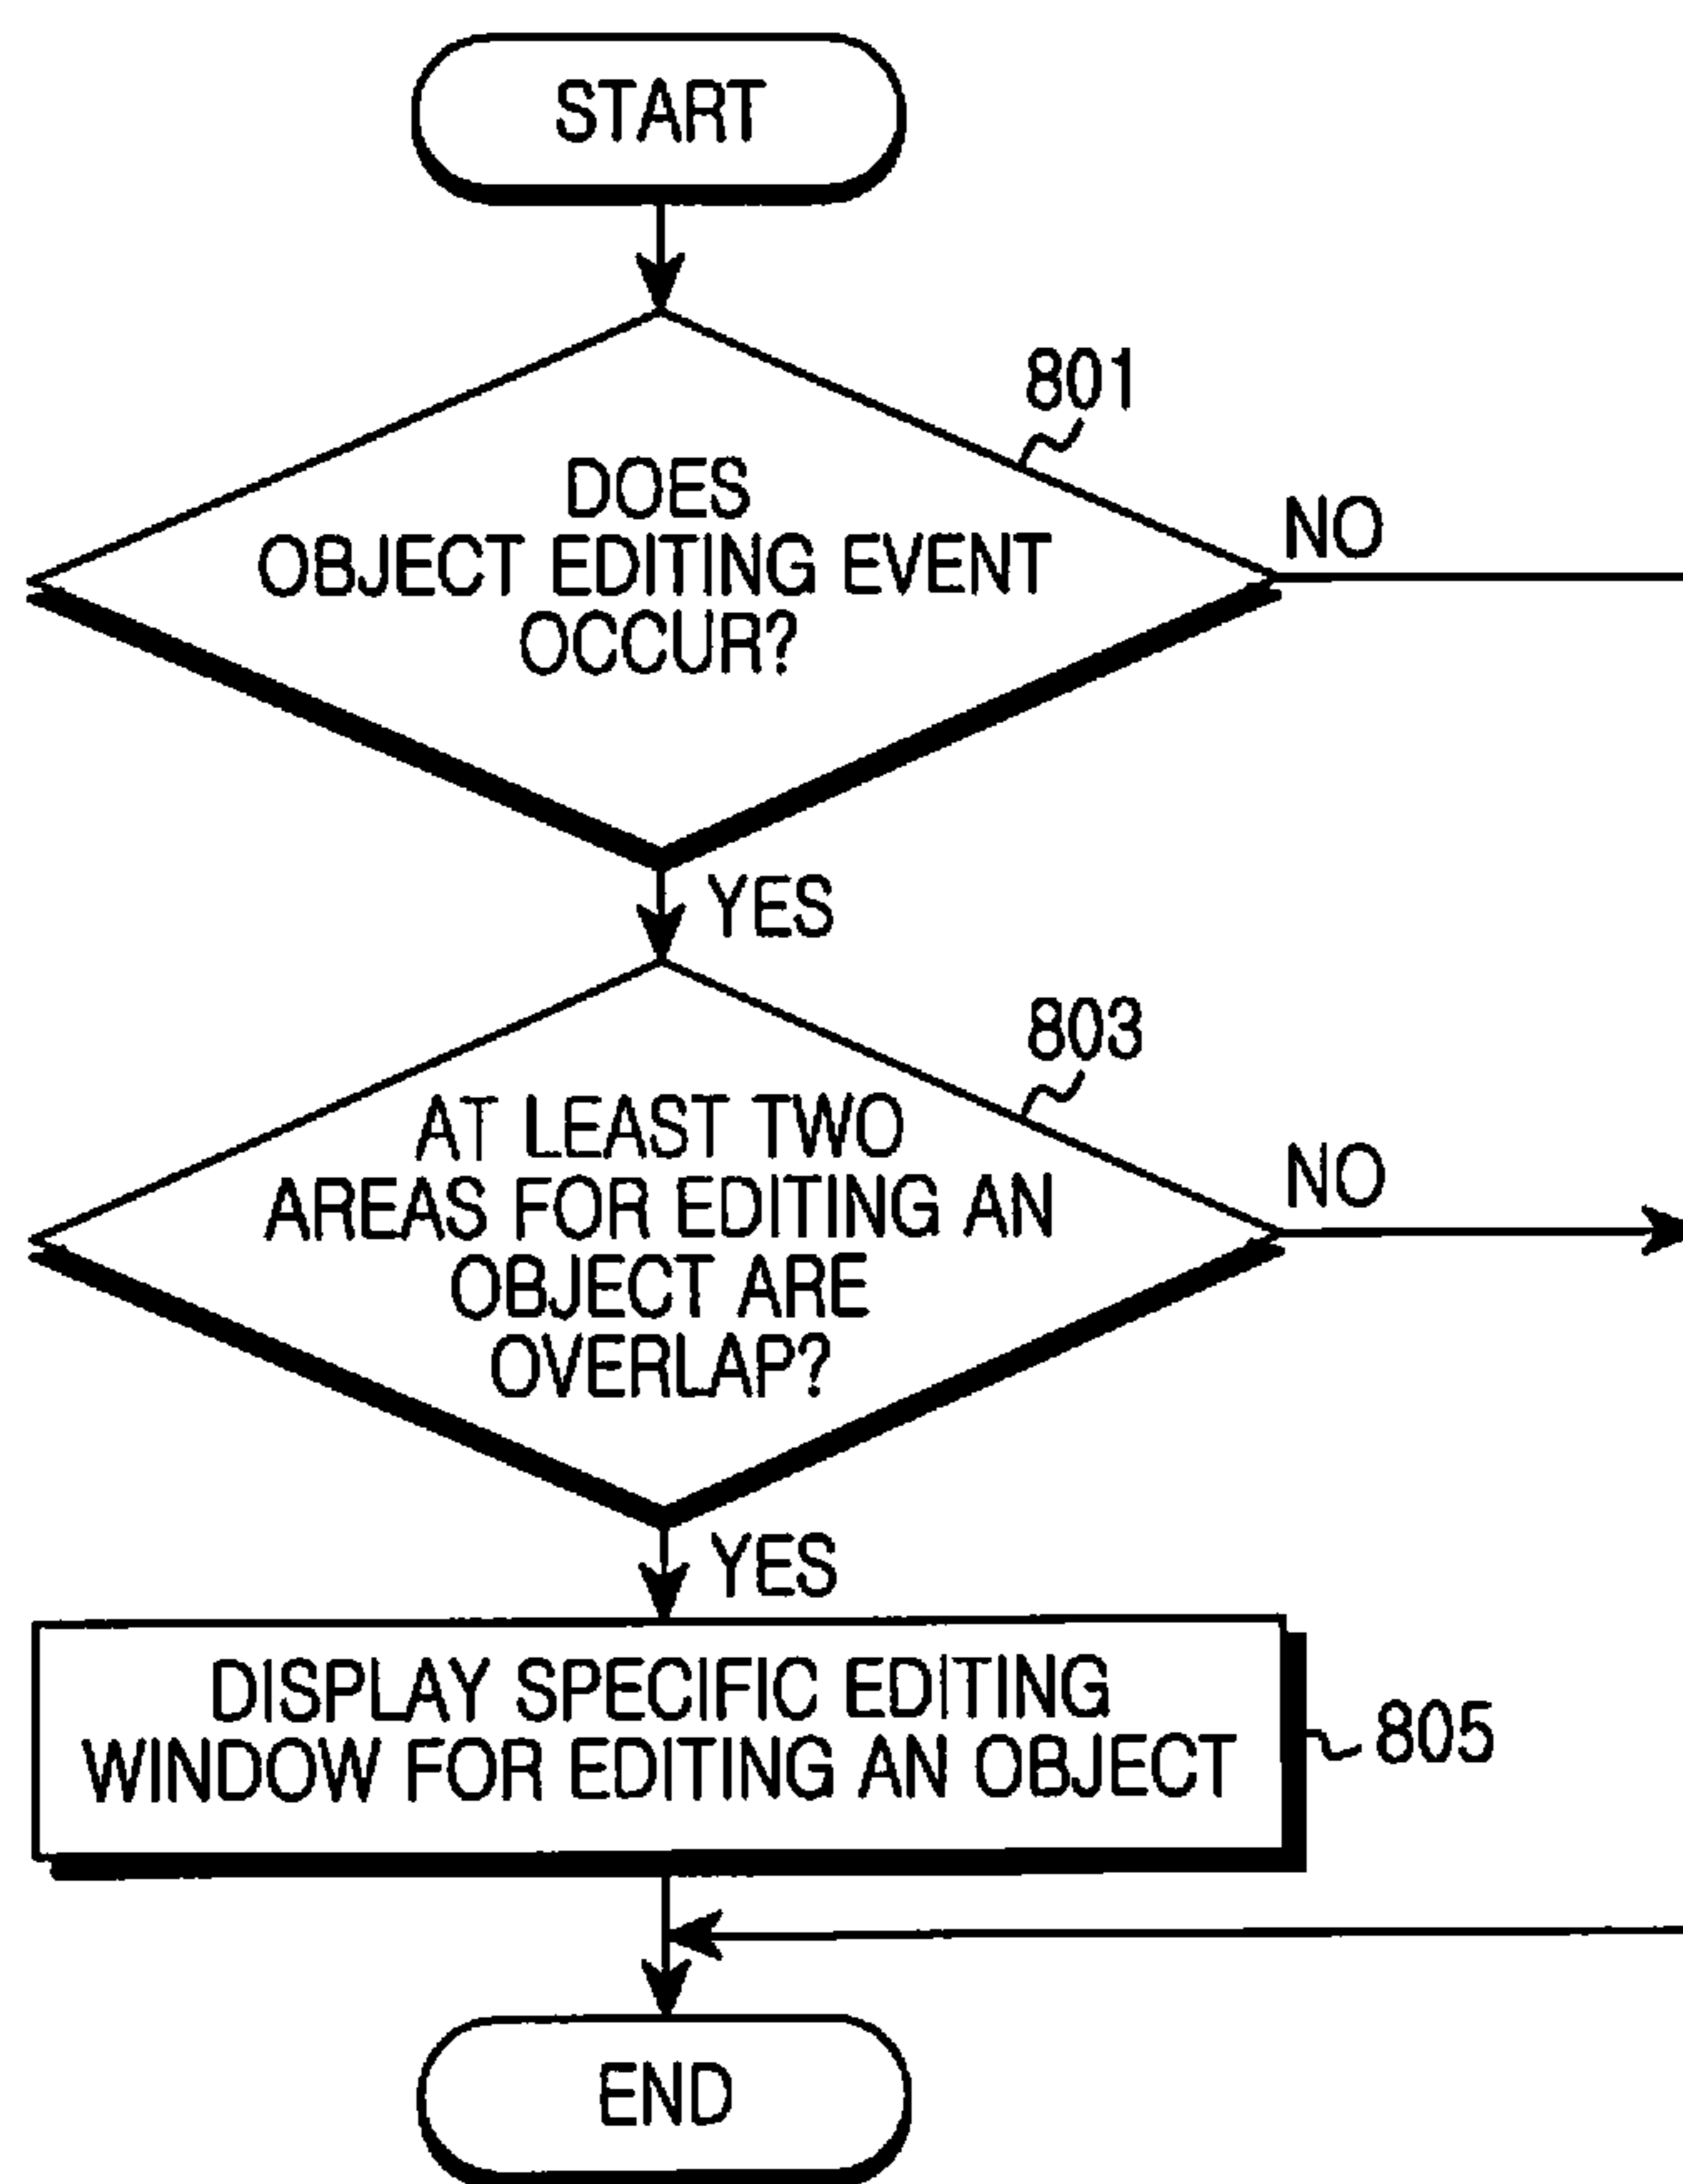 START
801
DOES
OBJECT EDITING EVENT
OCCUR?
NO
YES
803
AT LEAST TWO
AREAS FOR EDITING AN
OBJECT ARE
OVERLAP?
NO
YES
DISPLAY SPECIFIC EDITING
WINDOW FOR EDITING AN OBJECT
805
END